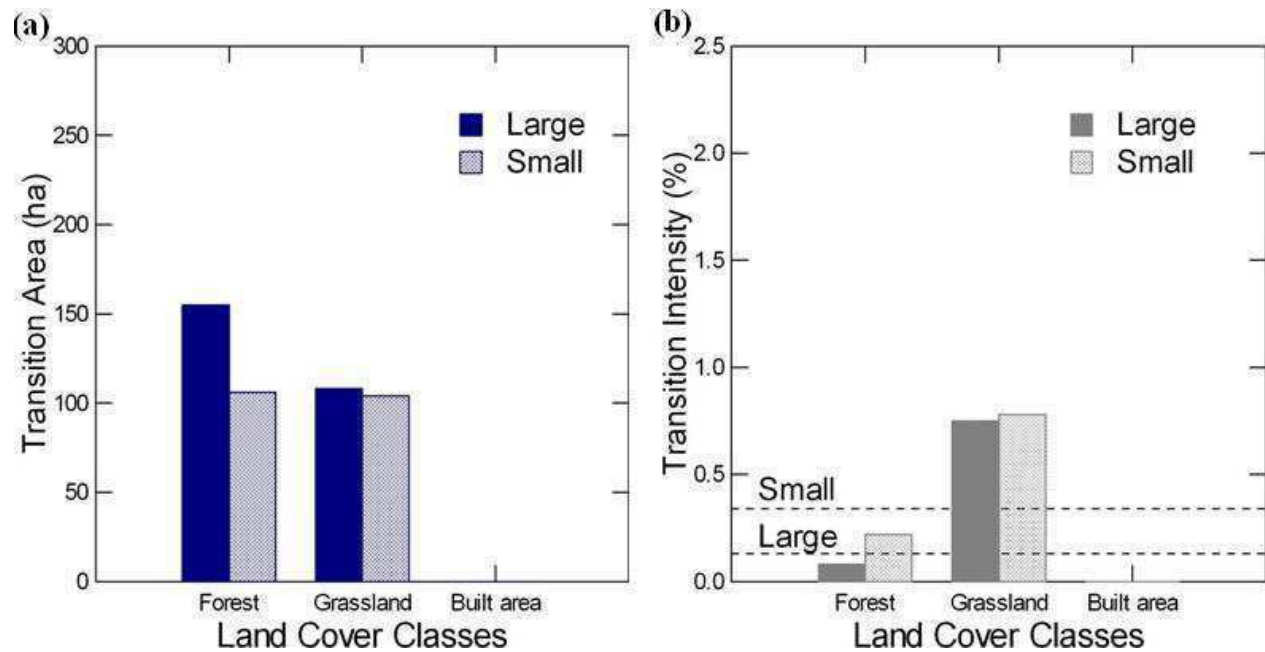 (a)
300
250
200
150
100
50
0
Transition Area (ha)
Large
Small
Forest Grassland Built area
Land Cover Classes
(b)
2.5
2.0
1.5
1.0
0.5
0.0
Transition Intensity (%)
Large
Small
Small
Large
Forest Grassland Built area
Land Cover Classes